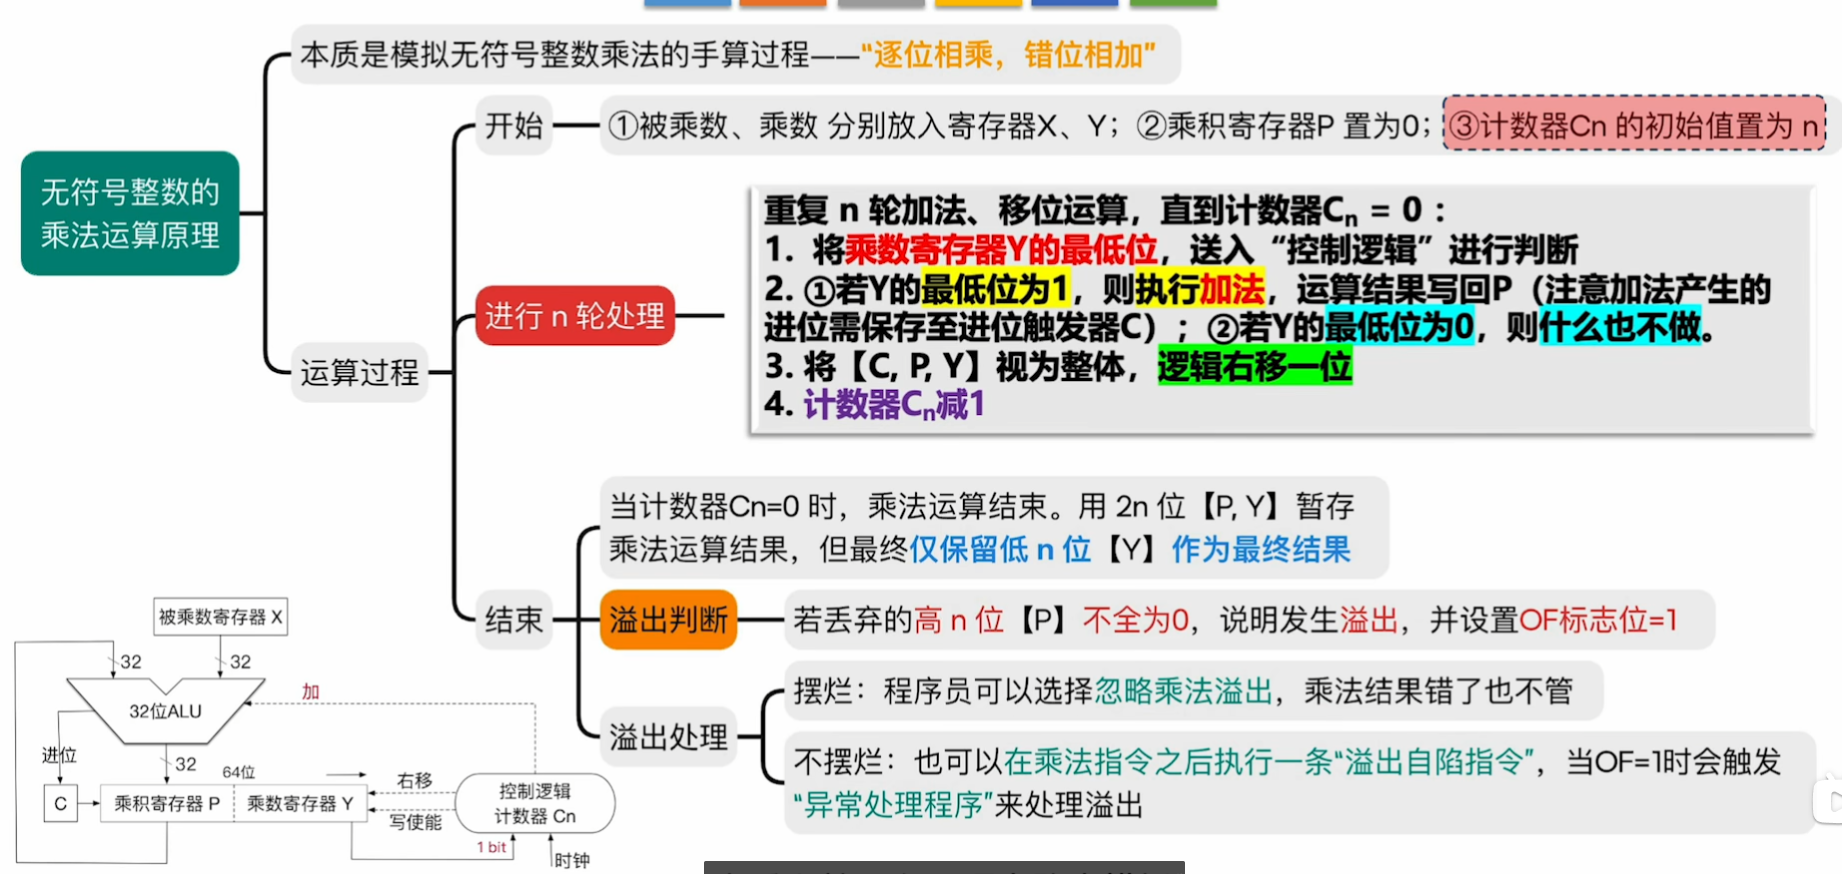 本质是模拟无符号整数乘法的手算过程——“逐位相乘，错位相加”
无符号整数的
乘法运算原理
运算过程
开始
①被乘数、乘数 分别放入寄存器X、Y；②乘积寄存器P 置为0；③计数器Cn 的初始值置为 n
进行 n 轮处理
重复 n 轮加法、移位运算，直到计数器Cn = 0：
1. 将乘数寄存器Y的最低位，送入“控制逻辑”进行判断
2. ①若Y的最低位为1，则执行加法，运算结果写回P（注意加法产生的
进位需保存至进位触发器C）；②若Y的最低位为0，则什么也不做。
3. 将【C, P, Y】视为整体，逻辑右移一位
4. 计数器Cn减1
结束
当计数器Cn=0 时，乘法运算结束。用 2n 位【P, Y】暂存
乘法运算结果，但最终仅保留低 n 位【Y】作为最终结果
溢出判断
若丢弃的高 n 位【P】不全为0，说明发生溢出，并设置OF标志位=1
溢出处理
摆烂：程序员可以选择忽略乘法溢出，乘法结果错了也不管
不摆烂：也可以在乘法指令之后执行一条“溢出自陷指令”，当OF=1时会触发
“异常处理程序”来处理溢出
被乘数寄存器 X
32
32
32位ALU
加
进位
32
64位
C
乘积寄存器 P
乘数寄存器 Y
右移
写使能
控制逻辑
计数器 Cn
1 bit
时钟